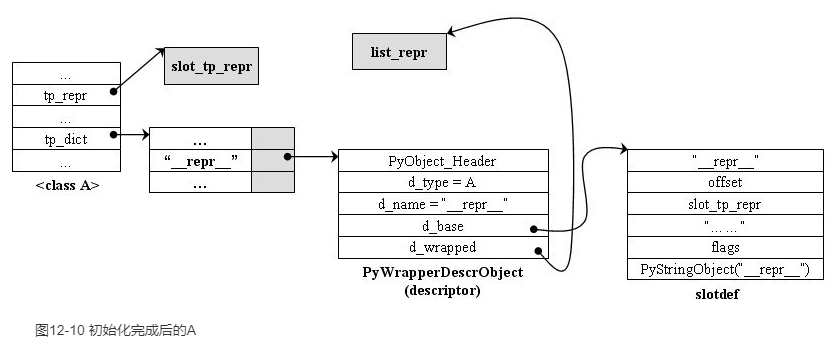 ...
tp_repr
...
tp_dict
...
<class A>
slot_tp_repr
...
"__repr__"
...
list_repr
PyObject_Header
d_type = A
d_name = "__repr__"
d_base
d_wrapped
PyWrapperDescrObject
(descriptor)
"__repr__"
offset
slot_tp_repr
"... ..."
flags
PyStringObject("__repr__")
slotdef
图12-10 初始化完成后的A